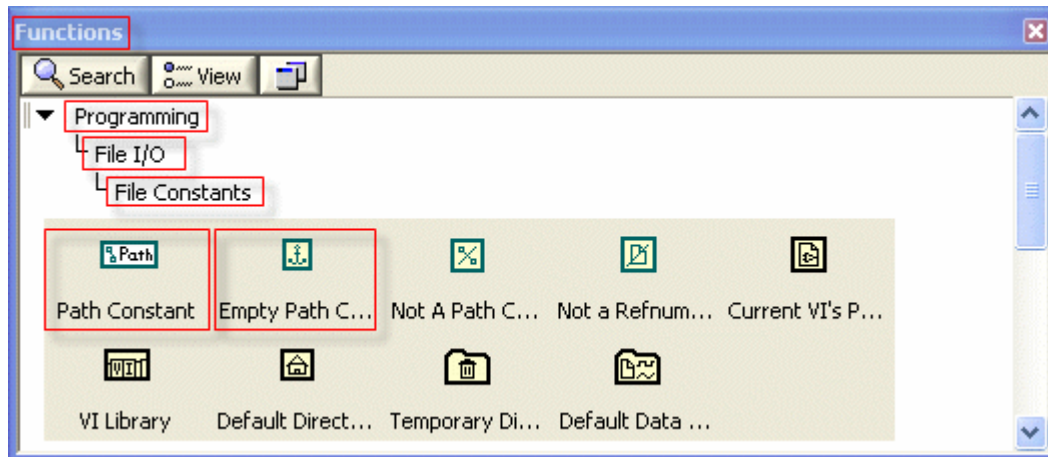 Functions
Search View
Programming
File I/O
File Constants
Path
Path Constant Empty Path C... Not A Path C... Not a Refnum... Current VI's P...
VI
VI Library Default Direct... Temporary Di... Default Data ...